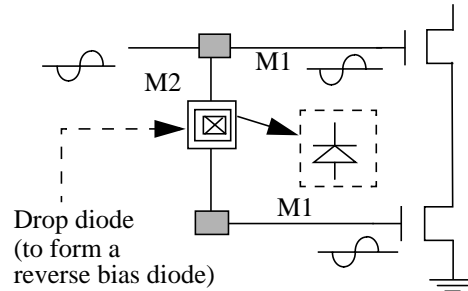 M1
M2
M1
Drop diode
(to form a
reverse bias diode)